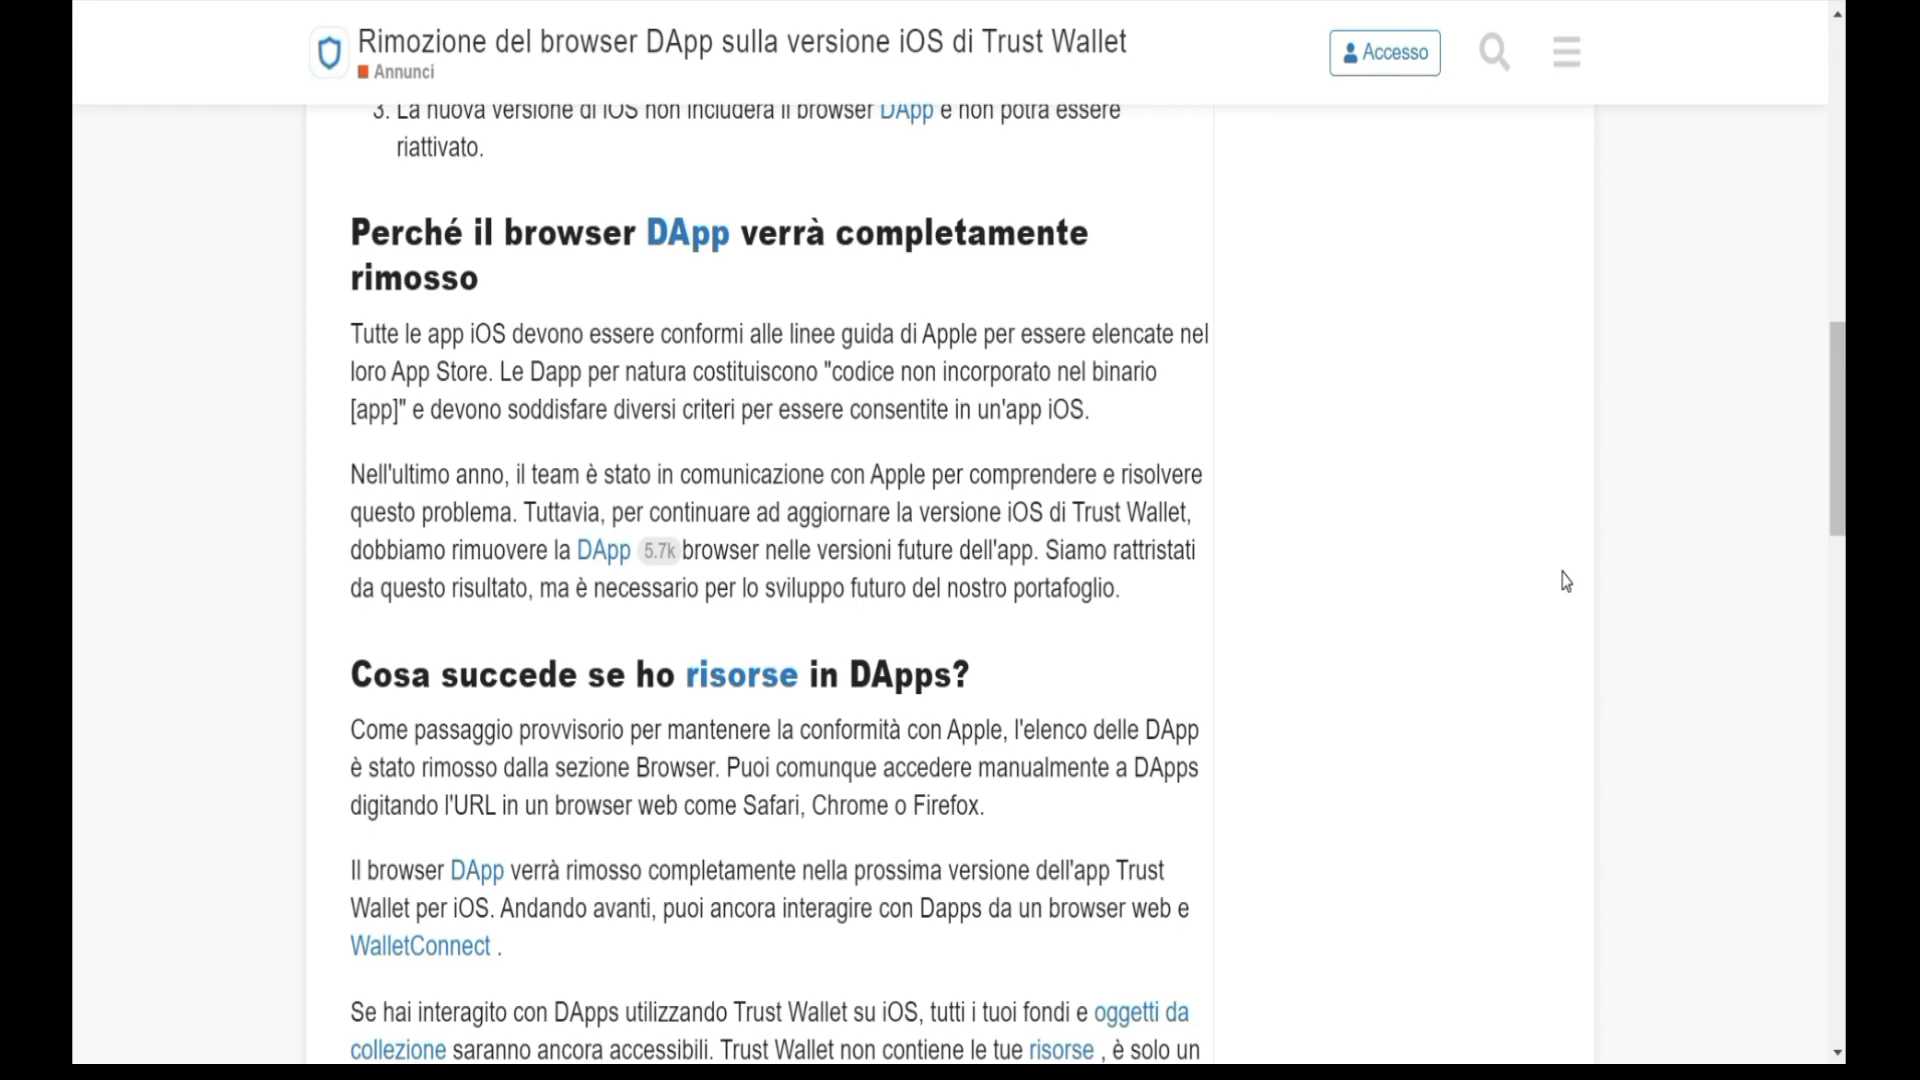 Rimozione del browser DApp sulla versione iOS di Trust Wallet
Annunci
Accesso
3. La nuova versione di iOS non includerà il browser DApp e non potrà essere
riattivato.
Perché il browser DApp verrà completamente
rimosso
Tutte le app iOS devono essere conformi alle linee guida di Apple per essere elencate nel
loro App Store. Le Dapp per natura costituiscono "codice non incorporato nel binario
[app]" e devono soddisfare diversi criteri per essere consentite in un'app iOS.
Nell'ultimo anno, il team è stato in comunicazione con Apple per comprendere e risolvere
questo problema. Tuttavia, per continuare ad aggiornare la versione iOS di Trust Wallet,
dobbiamo rimuovere la DApp 5.7k browser nelle versioni future dell'app. Siamo rattristati
da questo risultato, ma è necessario per lo sviluppo futuro del nostro portafoglio.
Cosa succede se ho risorse in DApps?
Come passaggio provvisorio per mantenere la conformità con Apple, l'elenco delle DApp
è stato rimosso dalla sezione Browser. Puoi comunque accedere manualmente a DApps
digitando l'URL in un browser web come Safari, Chrome o Firefox.
Il browser DApp verrà rimosso completamente nella prossima versione dell'app Trust
Wallet per iOS. Andando avanti, puoi ancora interagire con Dapps da un browser web e
WalletConnect .
Se hai interagito con DApps utilizzando Trust Wallet su iOS, tutti i tuoi fondi e oggetti da
collezione saranno ancora accessibili. Trust Wallet non contiene le tue risorse , è solo un